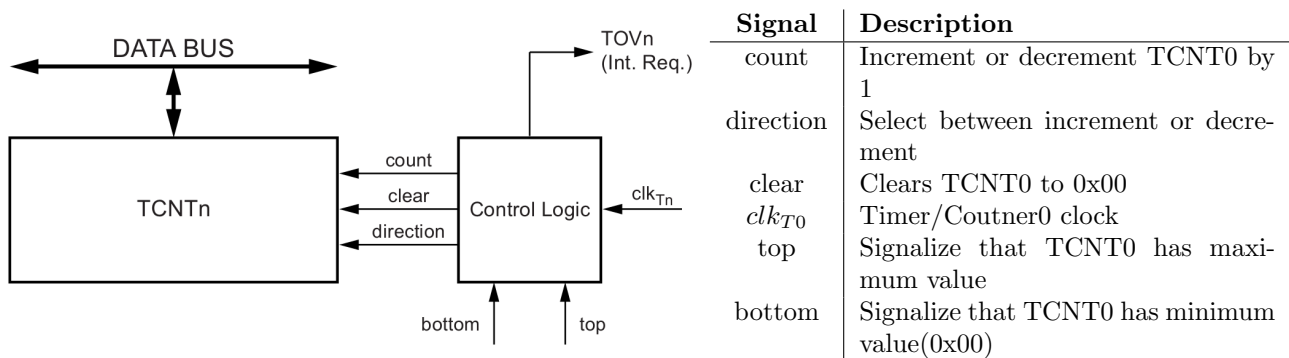 DATA BUS
TOVn
(Int. Req.)
TCNTn
count
clear
direction
Control Logic
clkTn
bottom
top
Signal Description
count Increment or decrement TCNT0 by
1
direction Select between increment or decre-
ment
clear Clears TCNT0 to 0x00
clkT0 Timer/Coutner0 clock
top Signalize that TCNT0 has maxi-
mum value
bottom Signalize that TCNT0 has minimum
value(0x00)